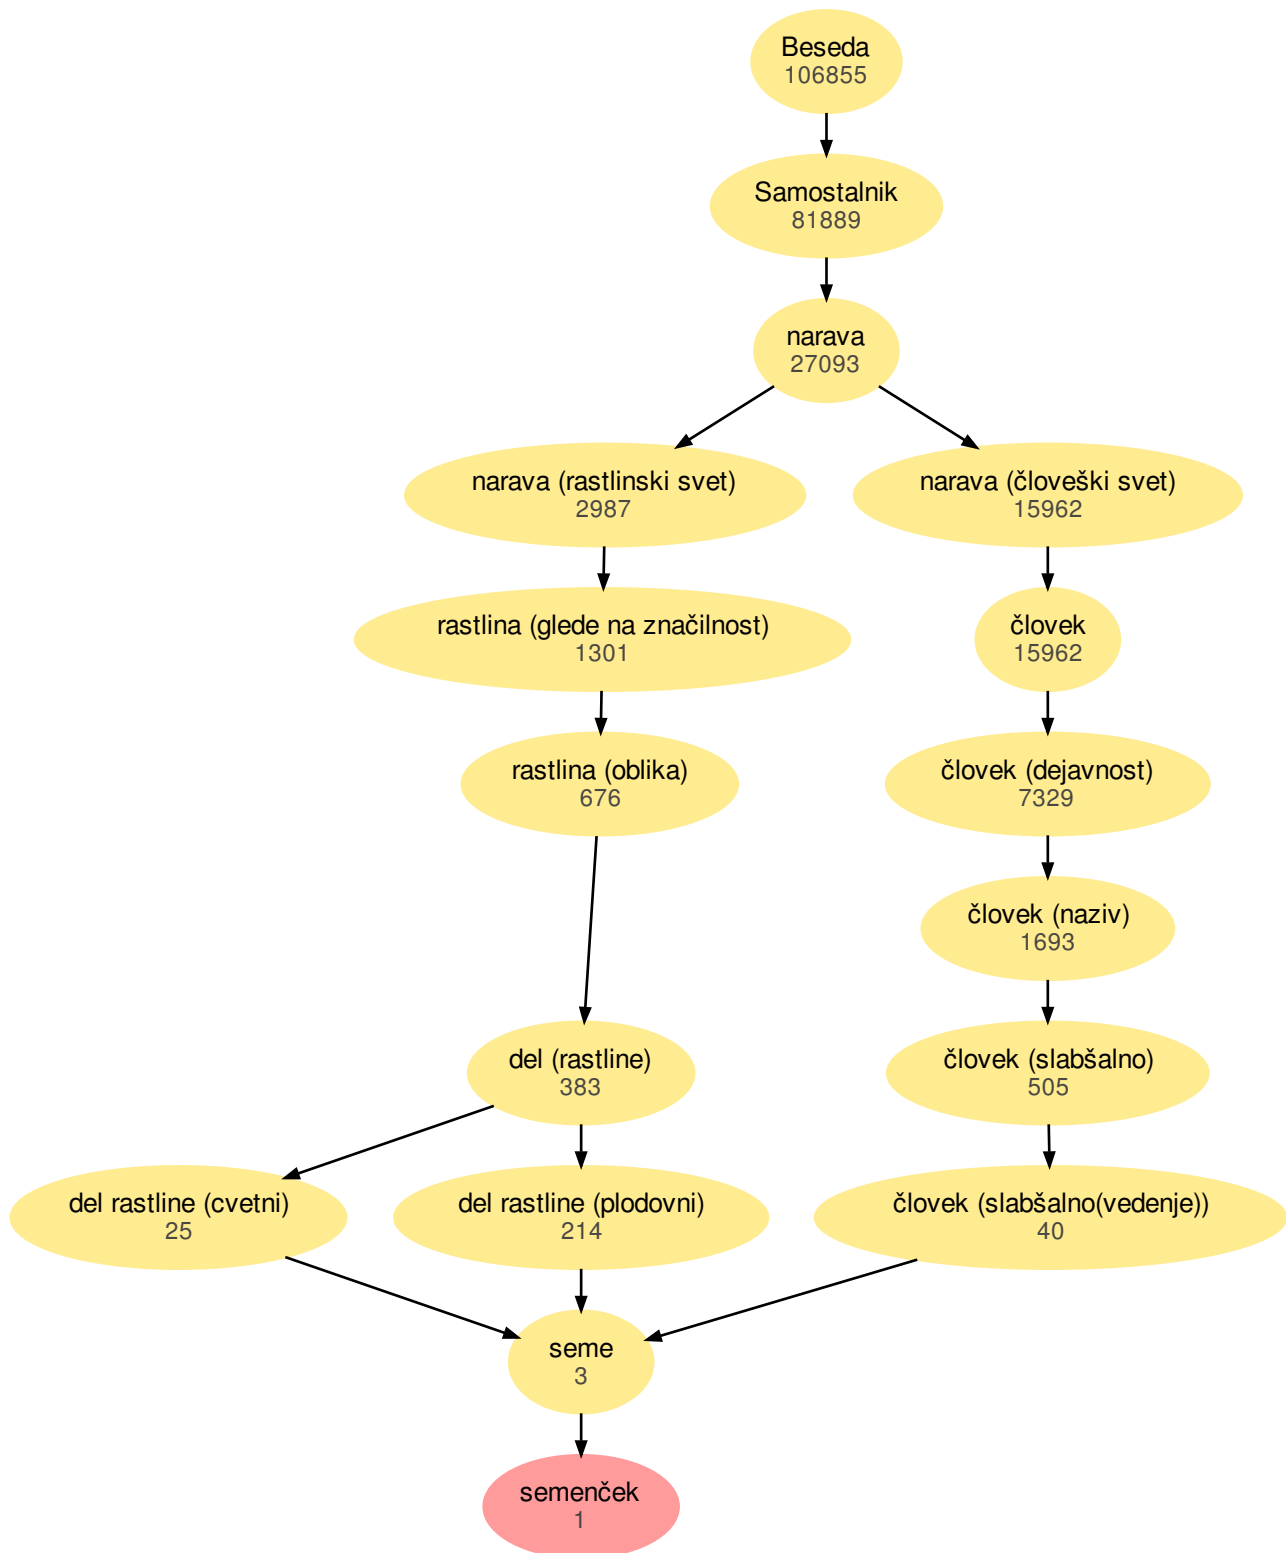 Beseda
106855
Samostalnik
81889
narava
27093
narava (rastlinski svet)
2987
narava (človeški svet)
15962
rastlina (glede na značilnost)
1301
človek
15962
rastlina (oblika)
676
človek (dejavnost)
7329
človek (naziv)
1693
del (rastline)
383
človek (slabšalno)
505
del rastline (cvetni)
25
del rastline (plodovni)
214
človek (slabšalno(vedenje))
40
seme
3
semenček
1